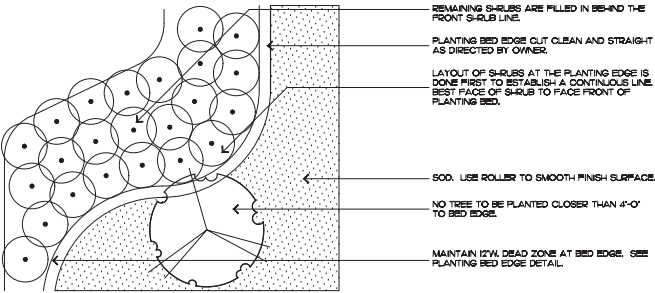 REMAINING SHRUBS ARE FILLED IN BEHIND THE
FRONT SHRUB LINE.
PLANTING BED EDGE CUT CLEAN AND STRAIGHT
AS DIRECTED BY OWNER.
LAYOUT OF SHRUBS AT THE PLANTING EDGE IS
DONE FIRST TO ESTABLISH A CONTINUOUS LINE.
BEST FACE OF SHRUB TO FACE FRONT OF
PLANTING BED.
SOD. USE ROLLER TO SMOOTH FINISH SURFACE.
NO TREE TO BE PLANTED CLOSER THAN 4'-0"
TO BED EDGE.
MAINTAIN 12"W. DEAD ZONE AT BED EDGE. SEE
PLANTING BED EDGE DETAIL.